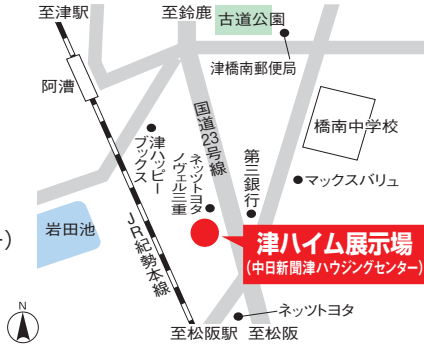 至津駅
至鈴鹿
古道公園
津橋南郵便局
阿漕
橋南中学校
国道23号線
津ハッピー
ブックス
ネッツトヨタ
ノヴェル三重
第三銀行
マックスバリュ
岩田池
JR紀勢本線
津ハイム展示場
(中日新聞津ハウジングセンター)
ネッツトヨタ
至松阪駅
至松阪
N